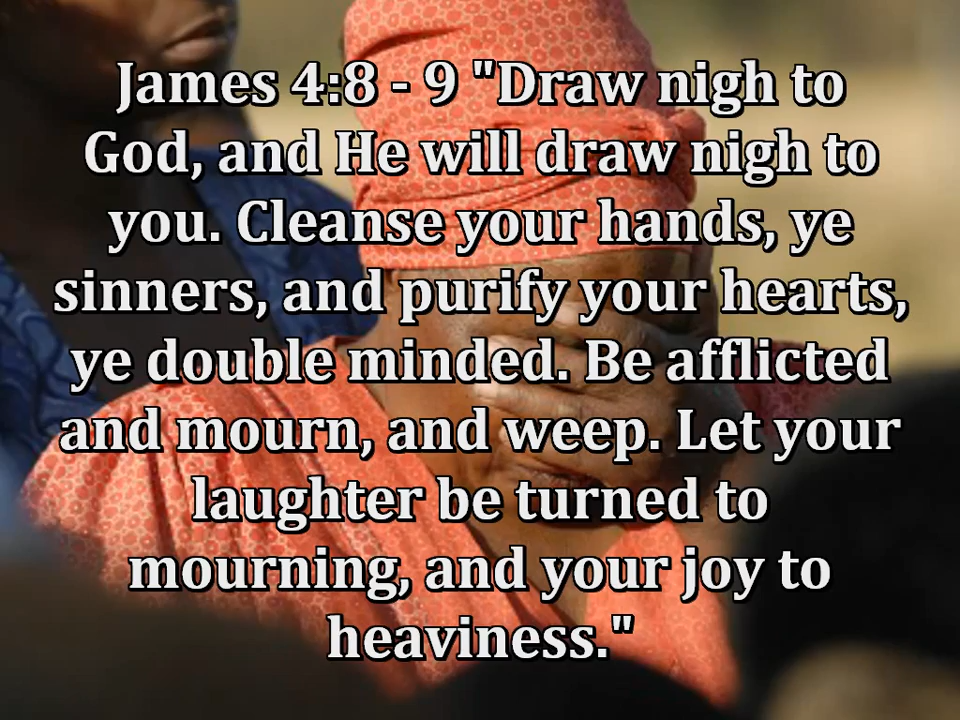 James 4:8 - 9 "Draw nigh to
God, and He will draw nigh to
you. Cleanse your hands, ye
sinners, and purify your hearts,
ye double minded. Be afflicted
and mourn, and weep. Let your
laughter be turned to
mourning, and your joy to
heaviness."